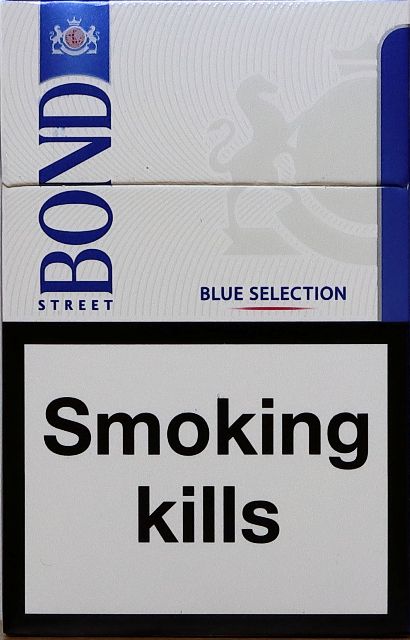 BOND
STREET
BLUE SELECTION
Smoking
kills